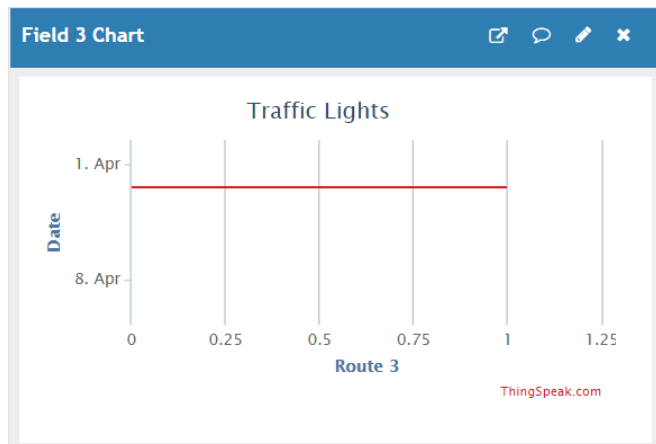 Field 3 Chart
Traffic Lights
1. Apr
Date
8. Apr
0 0.25 0.5 0.75 1 1.25
Route 3
ThingSpeak.com